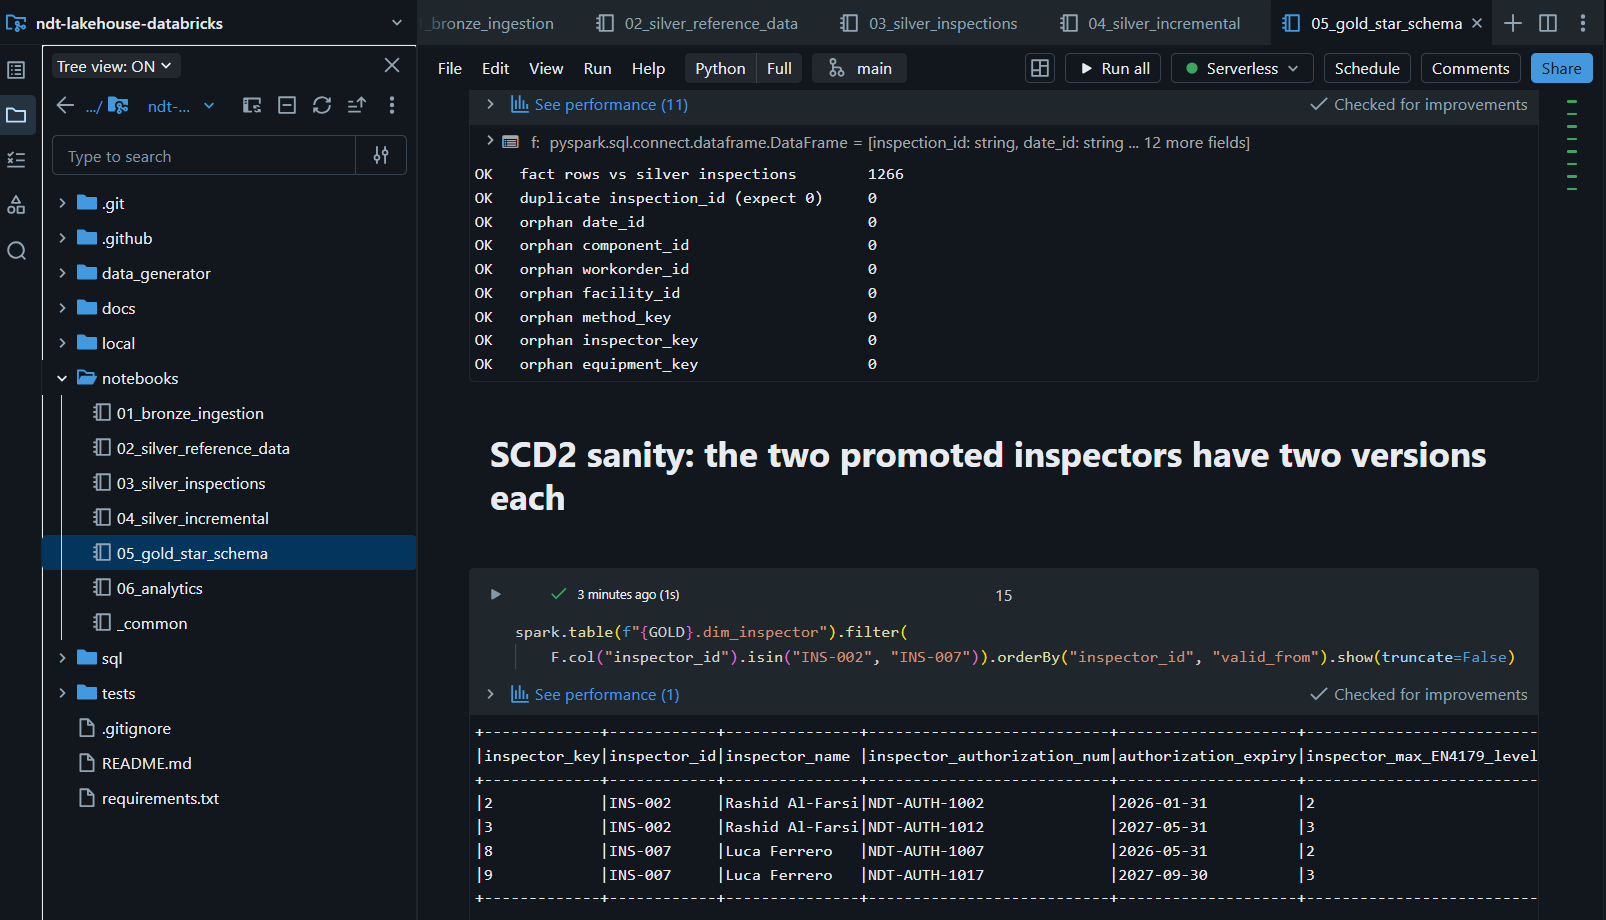 ndt-lakehouse-databricks
_bronze_ingestion
02_silver_reference_data
03_silver_inspections
04_silver_incremental
05_gold_star_schema
Tree view: ON
File Edit View Run Help Python Full main Run all Serverless Schedule Comments Share
.../ ndt-...
Type to search
.git
.github
data_generator
docs
local
notebooks
01_bronze_ingestion
02_silver_reference_data
03_silver_inspections
04_silver_incremental
05_gold_star_schema
06_analytics
_common
sql
tests
.gitignore
README.md
requirements.txt
See performance (11) Checked for improvements
f: pyspark.sql.connect.dataframe.DataFrame = [inspection_id: string, date_id: string ... 12 more fields]
OK fact rows vs silver inspections 1266
OK duplicate inspection_id (expect 0) 0
OK orphan date_id 0
OK orphan component_id 0
OK orphan workorder_id 0
OK orphan facility_id 0
OK orphan method_key 0
OK orphan inspector_key 0
OK orphan equipment_key 0
SCD2 sanity: the two promoted inspectors have two versions
each
3 minutes ago (1s) 15
spark.table(f"{GOLD}.dim_inspector").filter(
F.col("inspector_id").isin("INS-002", "INS-007")).orderBy("inspector_id", "valid_from").show(truncate=False)
See performance (1) Checked for improvements
+-------------+------------+---------------+---------------------------+--------------------+--------------------------
|inspector_key|inspector_id|inspector_name |inspector_authorization_num|authorization_expiry|inspector_max_EN4179_level
+-------------+------------+---------------+---------------------------+--------------------+--------------------------
|2 |INS-002 |Rashid Al-Farsi|NDT-AUTH-1002 |2026-01-31 |2
|3 |INS-002 |Rashid Al-Farsi|NDT-AUTH-1012 |2027-05-31 |3
|8 |INS-007 |Luca Ferrero |NDT-AUTH-1007 |2026-05-31 |2
|9 |INS-007 |Luca Ferrero |NDT-AUTH-1017 |2027-09-30 |3
+-------------+------------+---------------+---------------------------+--------------------+--------------------------